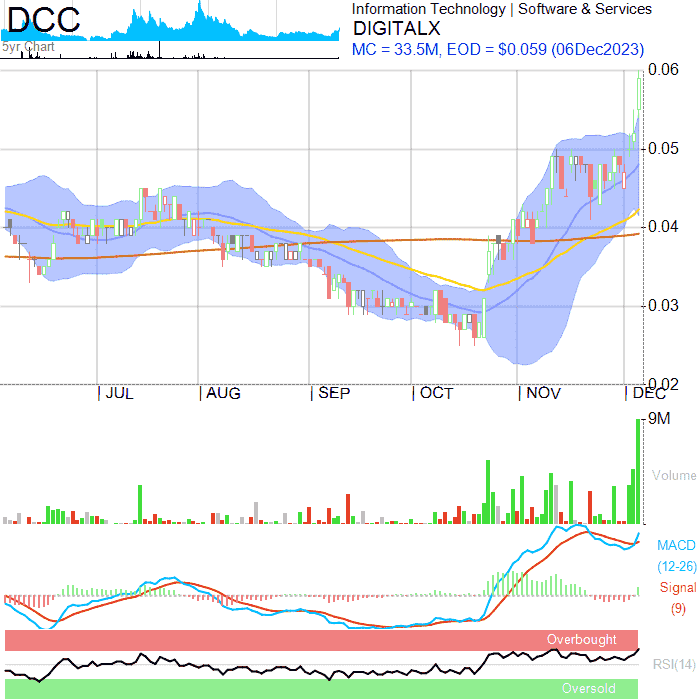 DCC
Information Technology | Software & Services
DIGITALX
MC = 33.5M, EOD = $0.059 (06Dec2023)
5yr Chart
0.06
0.05
0.04
0.03
0.02
JUL
AUG
SEP
OCT
NOV
DEC
9M
Volume
MACD
(12-26)
Signal
(9)
Overbought
RSI(14)
Oversold